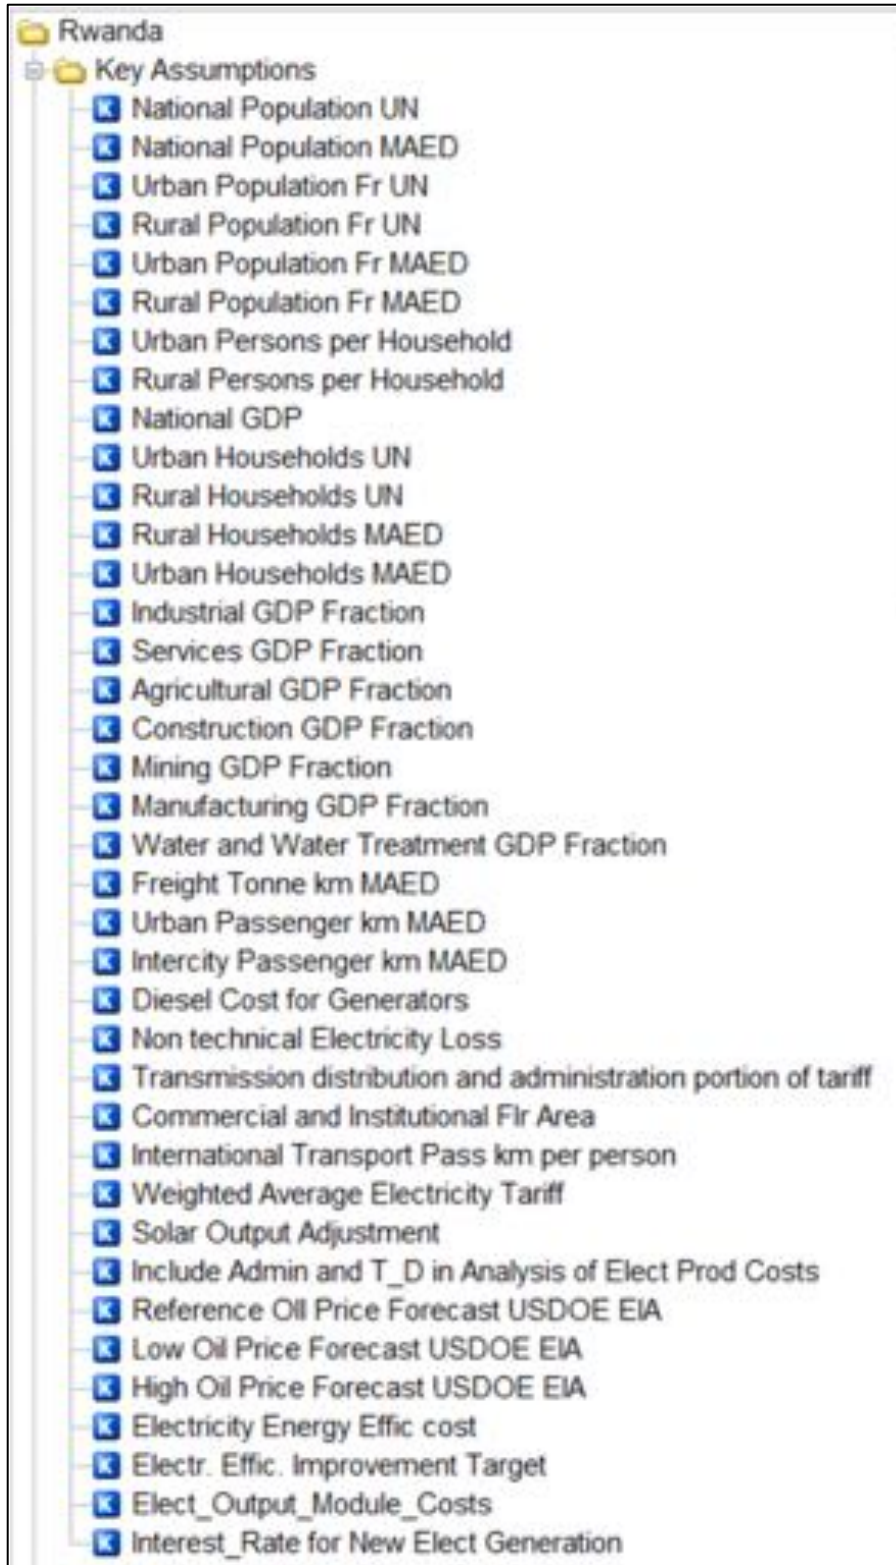 Rwanda
Key Assumptions
National Population UN
National Population MAED
Urban Population Fr UN
Rural Population Fr UN
Urban Population Fr MAED
Rural Population Fr MAED
Urban Persons per Household
Rural Persons per Household
National GDP
Urban Households UN
Rural Households UN
Rural Households MAED
Urban Households MAED
Industrial GDP Fraction
Services GDP Fraction
Agricultural GDP Fraction
Construction GDP Fraction
Mining GDP Fraction
Manufacturing GDP Fraction
Water and Water Treatment GDP Fraction
Freight Tonne km MAED
Urban Passenger km MAED
Intercity Passenger km MAED
Diesel Cost for Generators
Non technical Electricity Loss
Transmission distribution and administration portion of tariff
Commercial and Institutional Flr Area
International Transport Pass km per person
Weighted Average Electricity Tariff
Solar Output Adjustment
Include Admin and T_D in Analysis of Elect Prod Costs
Reference OIl Price Forecast USDOE EIA
Low Oil Price Forecast USDOE EIA
High Oil Price Forecast USDOE EIA
Electricity Energy Effic cost
Electr. Effic. Improvement Target
Elect_Output_Module_Costs
Interest_Rate for New Elect Generation